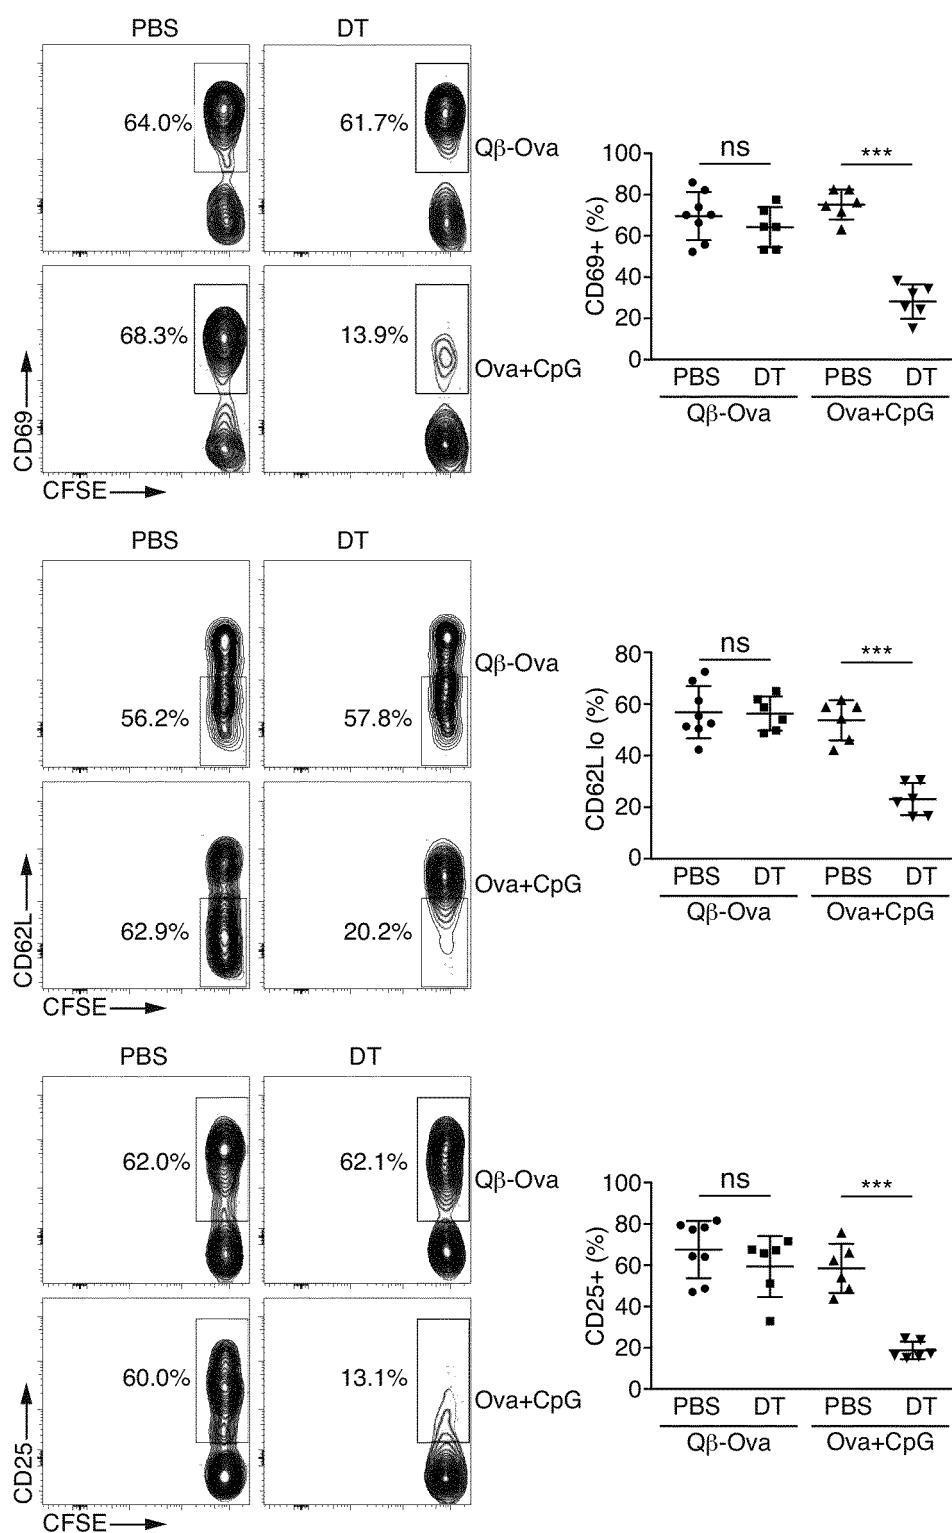 PBS DT
64.0% 61.7% Qβ-Ova
68.3% 13.9% Ova+CpG
CD69
CFSE
100
80
60
40
20
0
CD69+ (%)
ns ***
PBS DT PBS DT
Qβ-Ova Ova+CpG
PBS DT
56.2% 57.8% Qβ-Ova
62.9% 20.2% Ova+CpG
CD62L
CFSE
80
60
40
20
0
CD62L lo (%)
ns ***
PBS DT PBS DT
Qβ-Ova Ova+CpG
PBS DT
62.0% 62.1% Qβ-Ova
60.0% 13.1% Ova+CpG
CD25
CFSE
100
80
60
40
20
0
CD25+ (%)
ns ***
PBS DT PBS DT
Qβ-Ova Ova+CpG